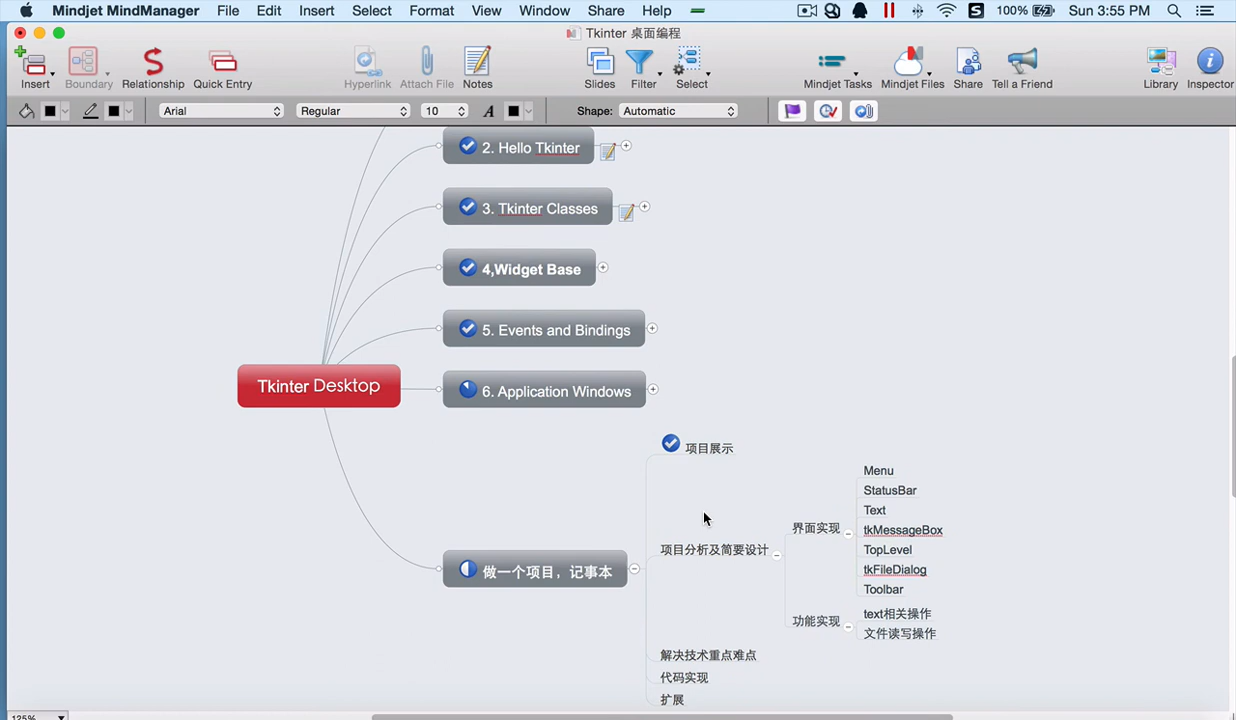 Mindjet MindManager File Edit Insert Select Format View Window Share Help 100% Sun 3:55 PM
Tkinter 桌面编程
Insert Boundary Relationship Quick Entry Hyperlink Attach File Notes Slides Filter Select Mindjet Tasks Mindjet Files Share Tell a Friend Library Inspector
Arial Regular 10 A Shape: Automatic
2. Hello Tkinter
3. Tkinter Classes
4,Widget Base
5. Events and Bindings
Tkinter Desktop
6. Application Windows
项目展示
Menu
StatusBar
Text
界面实现
tkMessageBox
项目分析及简要设计
TopLevel
做一个项目，记事本
tkFileDialog
Toolbar
功能实现
text相关操作
文件读写操作
解决技术重点难点
代码实现
扩展
125%